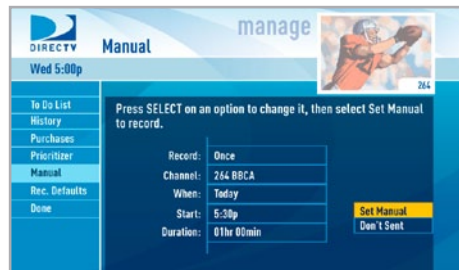 DIRECTV
Manual
manage
Wed 5:00p
264
To Do List
History
Purchases
Prioritizer
Manual
Rec. Defaults
Done
Press SELECT on an option to change it, then select Set Manual
to record.
Record: Once
Channel: 264 BBCA
When: Today
Start: 5:30p
Duration: 01hr 00min
Set Manual
Don't Sent